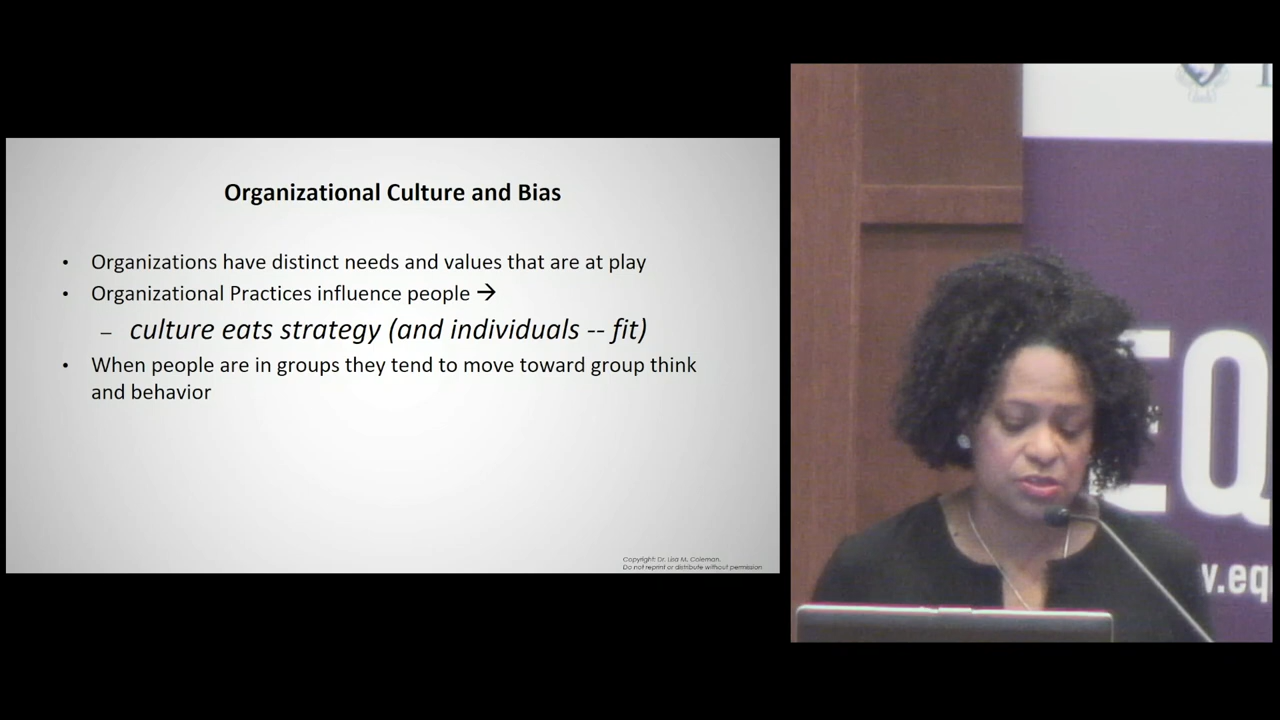 Organizational Culture and Bias
• Organizations have distinct needs and values that are at play
• Organizational Practices influence people →
– culture eats strategy (and individuals -- fit)
• When people are in groups they tend to move toward group think
and behavior
Copyright: Dr. Lisa M. Coleman.
Do not reprint or distribute without permission
EQ
v.eq